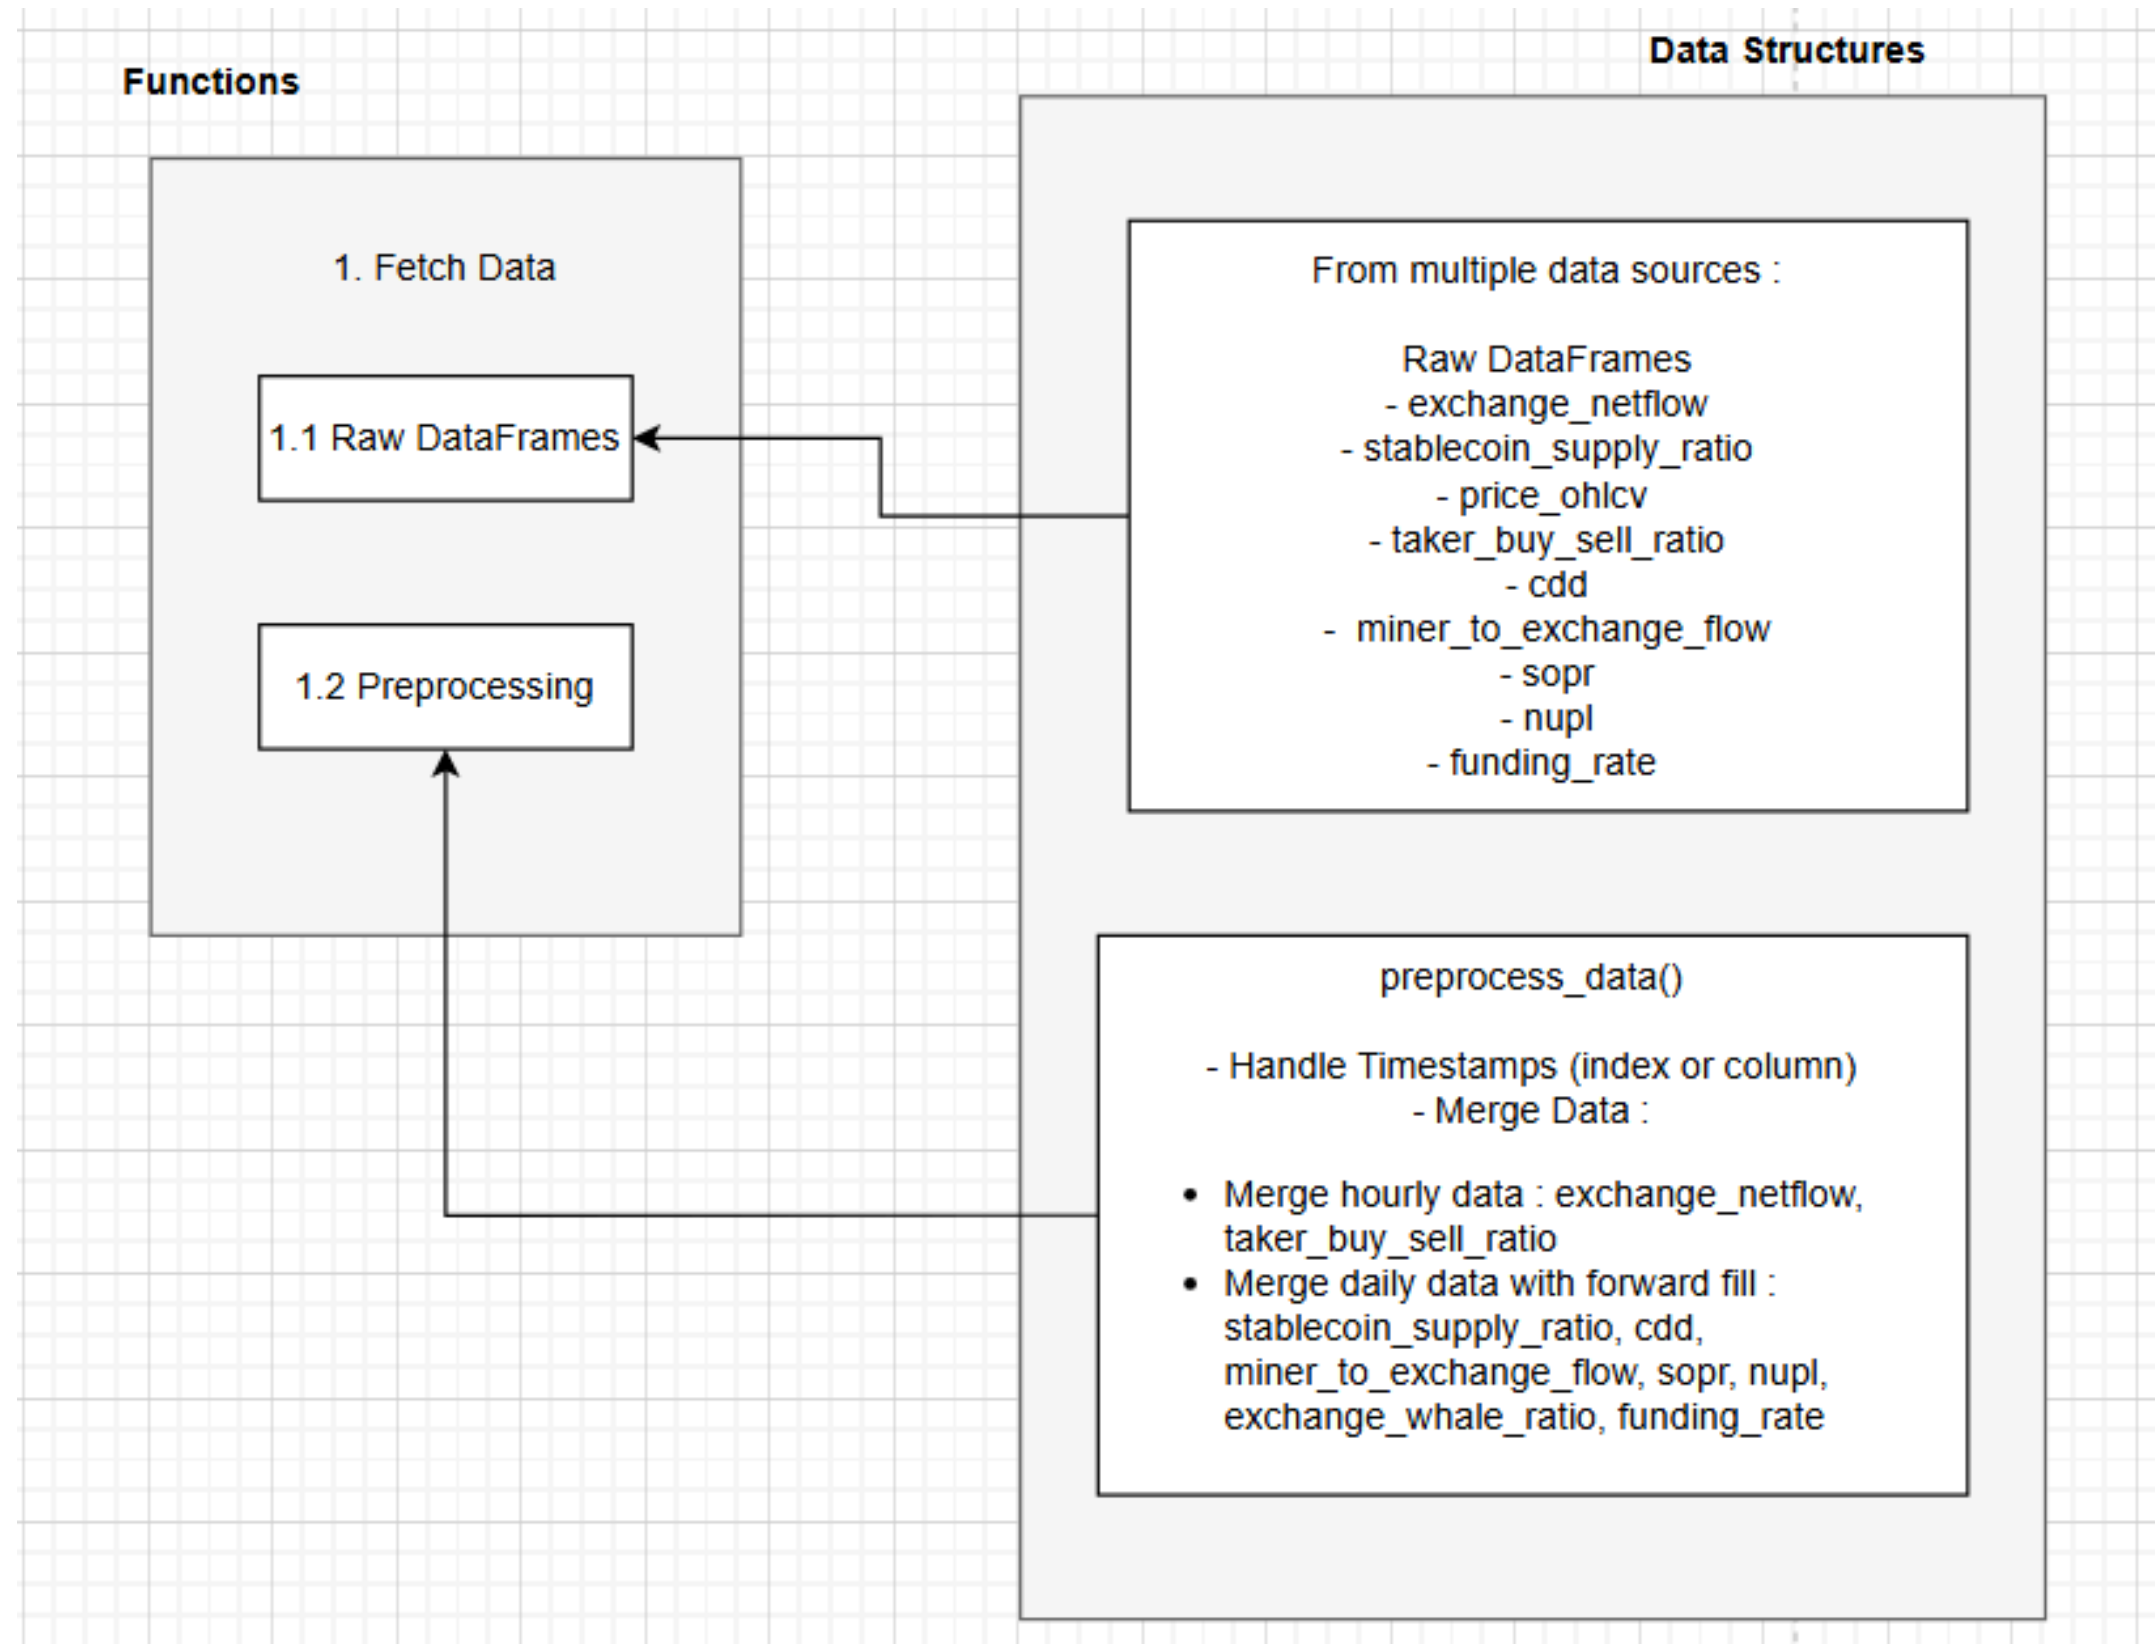 Functions
1. Fetch Data
1.1 Raw DataFrames
1.2 Preprocessing
Data Structures
From multiple data sources :
Raw DataFrames
- exchange_netflow
- stablecoin_supply_ratio
- price_ohlcv
- taker_buy_sell_ratio
- cdd
- miner_to_exchange_flow
- sopr
- nupl
- funding_rate
preprocess_data()
- Handle Timestamps (index or column)
- Merge Data :
• Merge hourly data : exchange_netflow,
taker_buy_sell_ratio
• Merge daily data with forward fill :
stablecoin_supply_ratio, cdd,
miner_to_exchange_flow, sopr, nupl,
exchange_whale_ratio, funding_rate